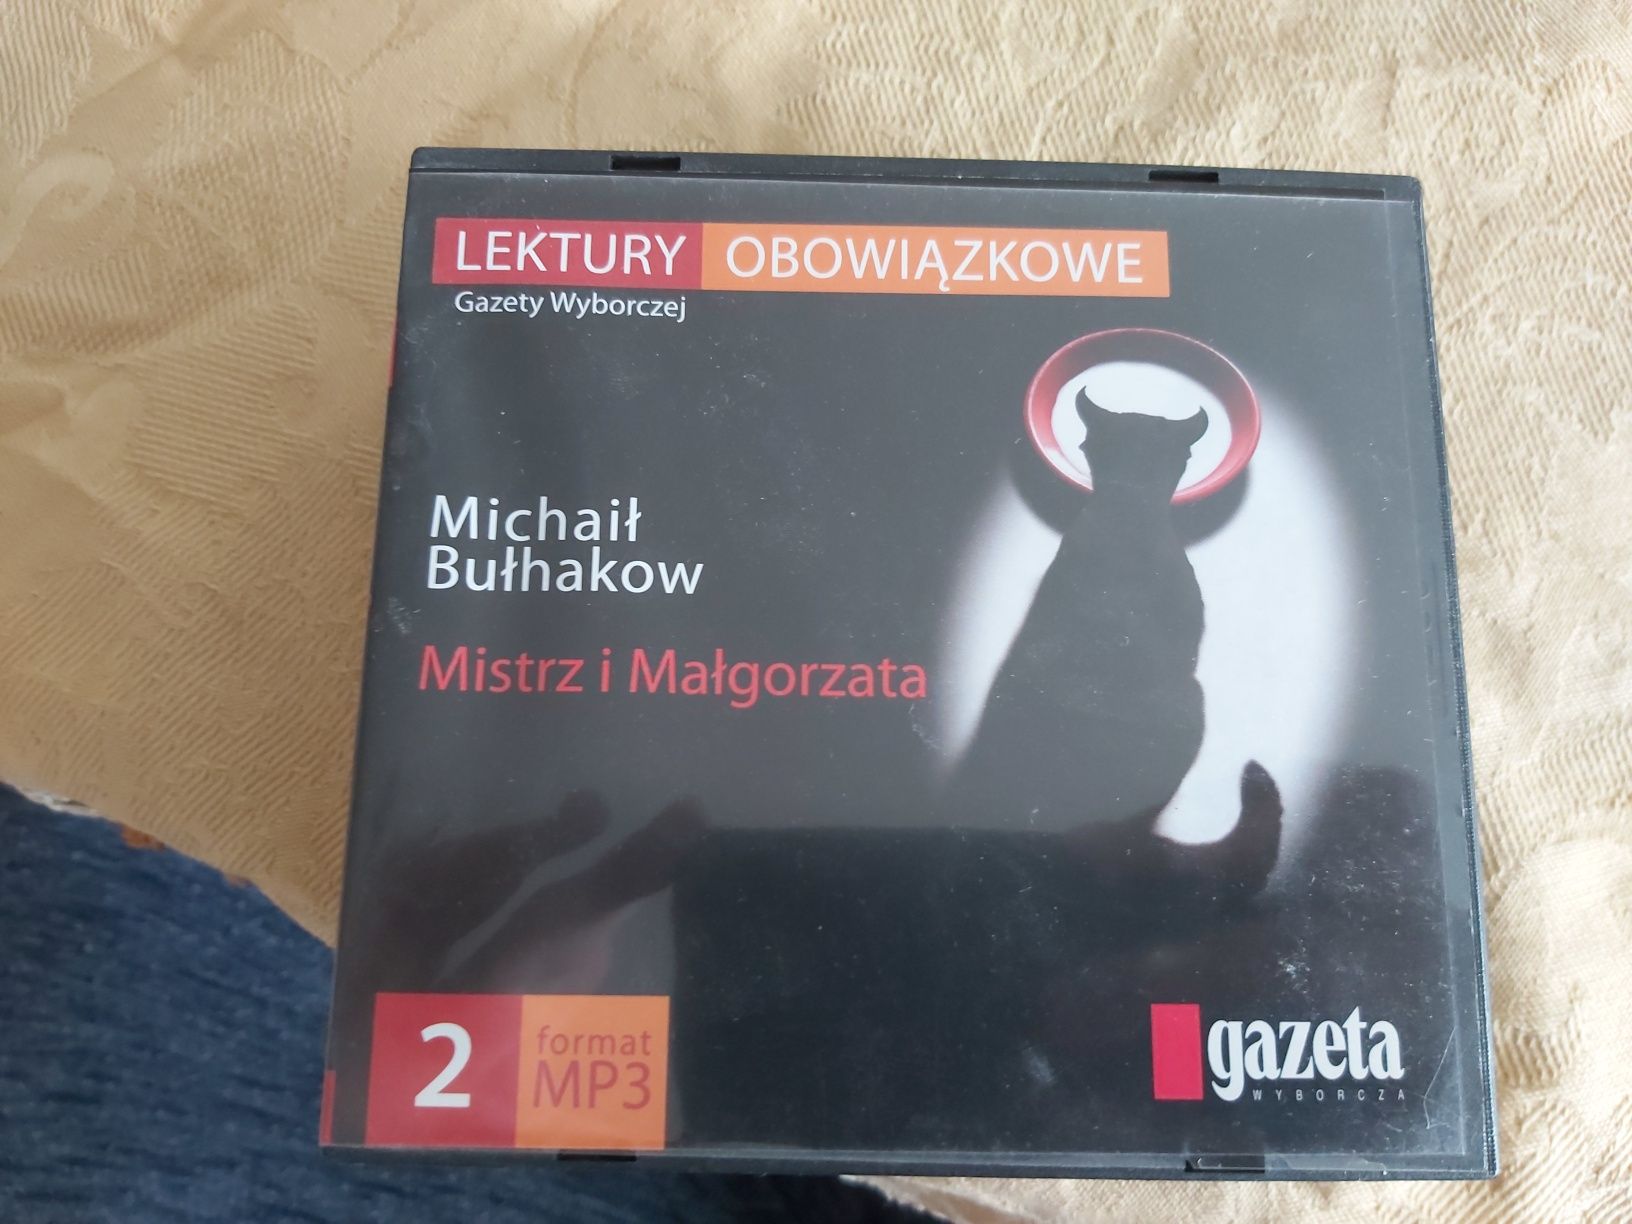 LEKTURY OBOWIĄZKOWE
Gazety Wyborczej
Michaił
Bułhakow
Mistrz i Małgorzata
2
format
MP3
gazeta
WYBORCZA